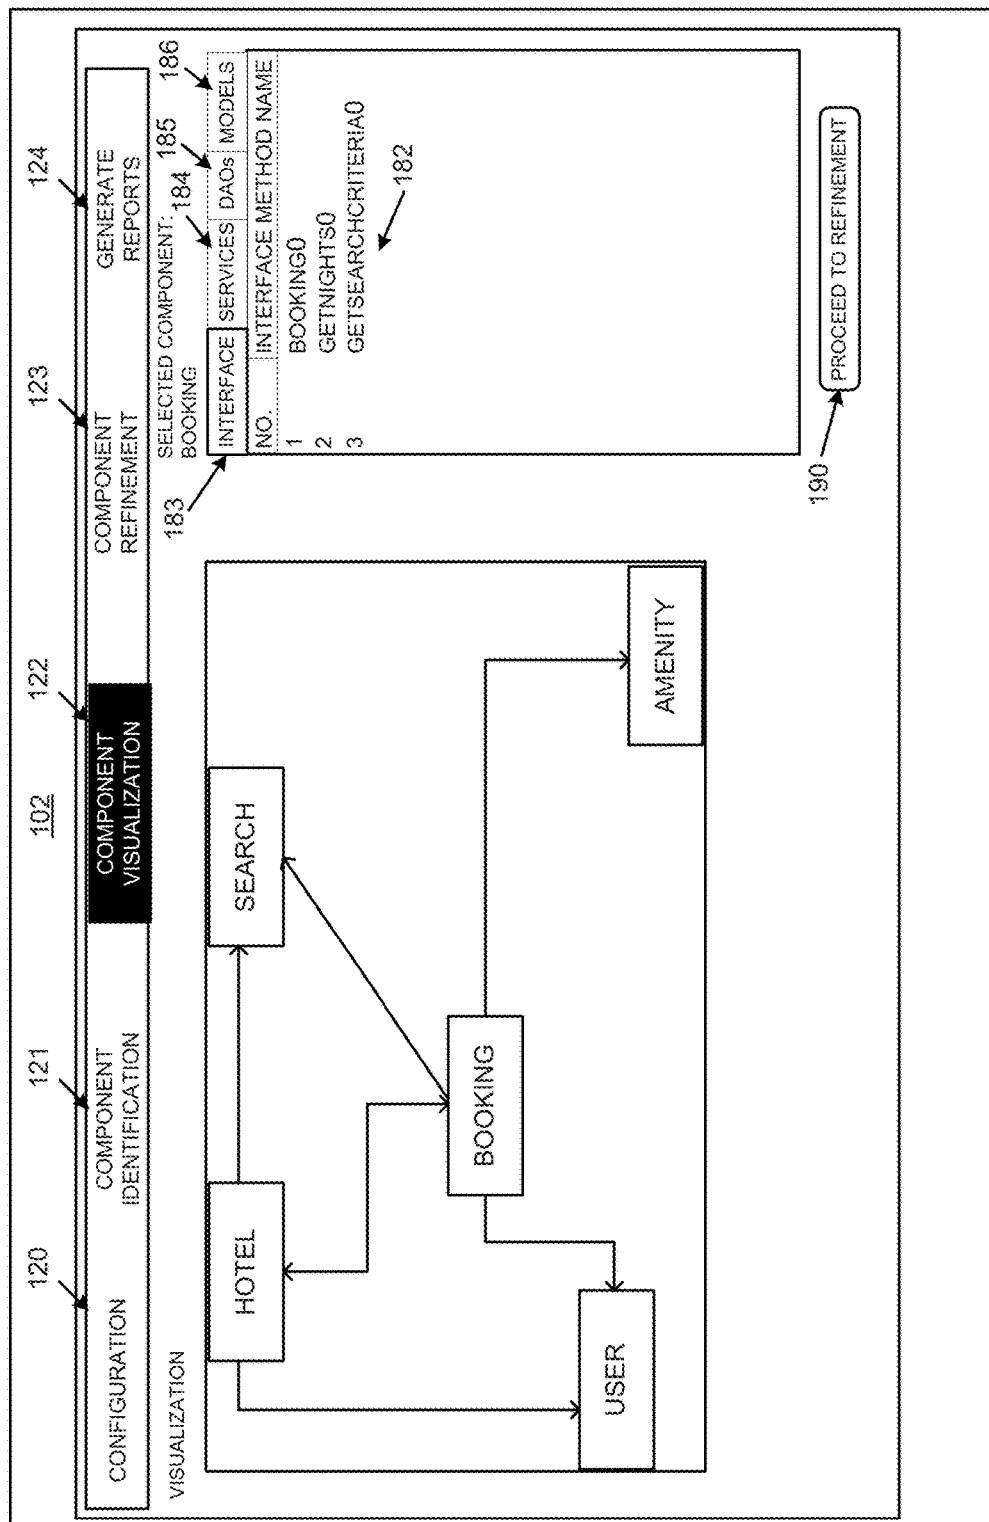 102
120
121
122
123
124
CONFIGURATION
COMPONENT
IDENTIFICATION
COMPONENT
VISUALIZATION
COMPONENT
REFINEMENT
GENERATE
REPORTS
VISUALIZATION
HOTEL
SEARCH
BOOKING
USER
AMENITY
SELECTED COMPONENT:
BOOKING
183
184
185
186
INTERFACE SERVICES DAOs MODELS
NO. INTERFACE METHOD NAME
1 BOOKING0
2 GETNIGHTS0
3 GETSEARCHCRITERIA0
182
190
PROCEED TO REFINEMENT